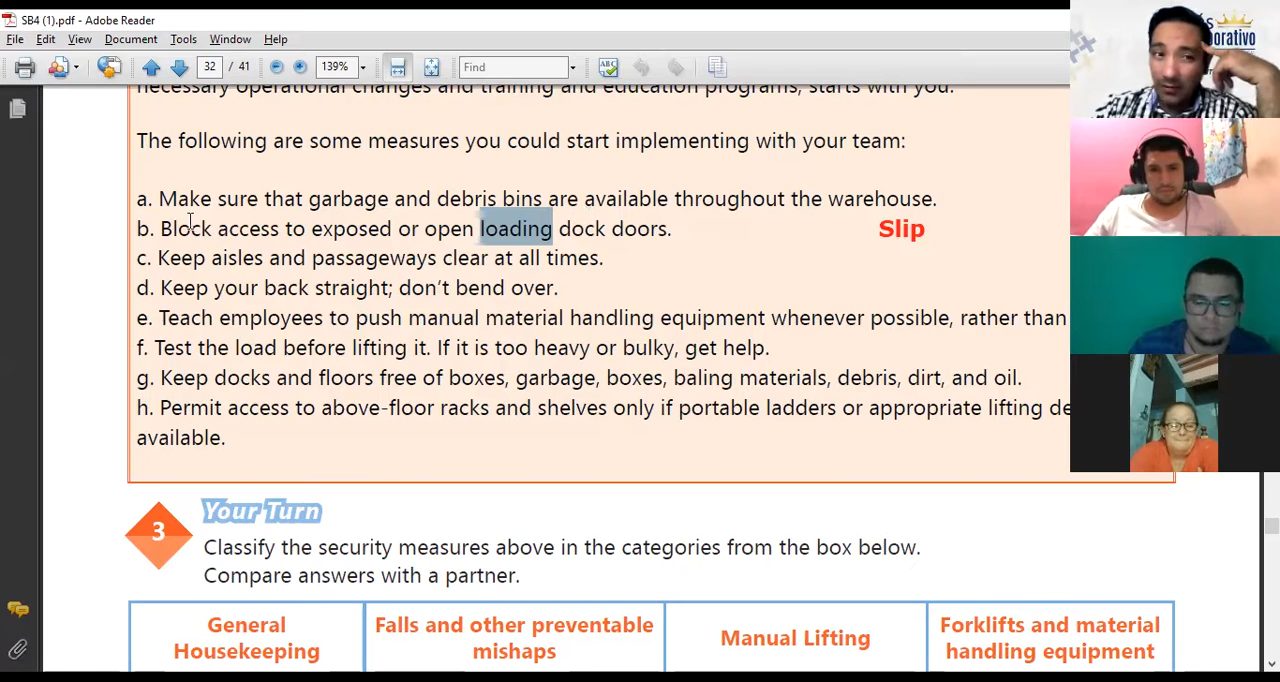 SB4 (1).pdf - Adobe Reader
File Edit View Document Tools Window Help
32 / 41 139% Find
necessary operational changes and training and education programs, starts with you.
The following are some measures you could start implementing with your team:
a. Make sure that garbage and debris bins are available throughout the warehouse.
b. Block access to exposed or open loading dock doors.
Slip
c. Keep aisles and passageways clear at all times.
d. Keep your back straight; don't bend over.
e. Teach employees to push manual material handling equipment whenever possible, rather than
f. Test the load before lifting it. If it is too heavy or bulky, get help.
g. Keep docks and floors free of boxes, garbage, boxes, baling materials, debris, dirt, and oil.
h. Permit access to above-floor racks and shelves only if portable ladders or appropriate lifting de
available.
3 Your Turn
Classify the security measures above in the categories from the box below.
Compare answers with a partner.
General
Housekeeping
Falls and other preventable
mishaps
Manual Lifting
Forklifts and material
handling equipment